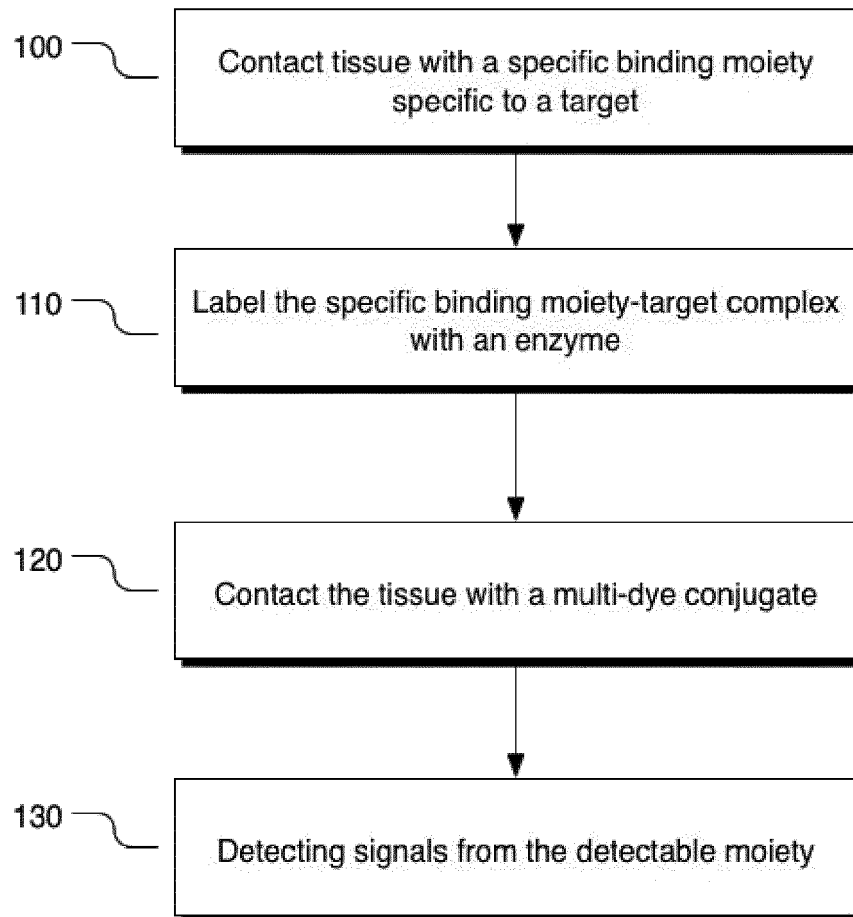 100
Contact tissue with a specific binding moiety
specific to a target
110
Label the specific binding moiety-target complex
with an enzyme
120
Contact the tissue with a multi-dye conjugate
130
Detecting signals from the detectable moiety